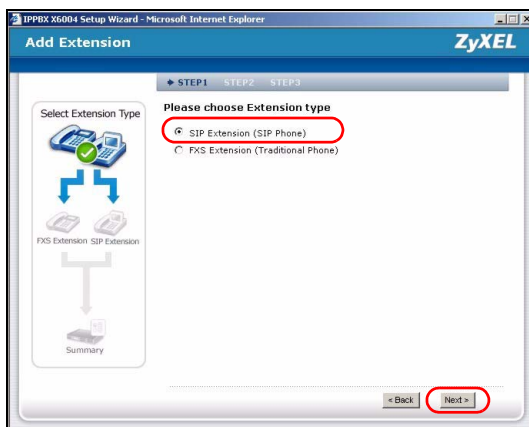 IPPBX X6004 Setup Wizard - Microsoft Internet Explorer
Add Extension
ZyXEL
STEP1 STEP2 STEP3
Select Extension Type
Please choose Extension type
SIP Extension (SIP Phone)
FXS Extension (Traditional Phone)
FXS Extension SIP Extension
Summary
< Back Next >